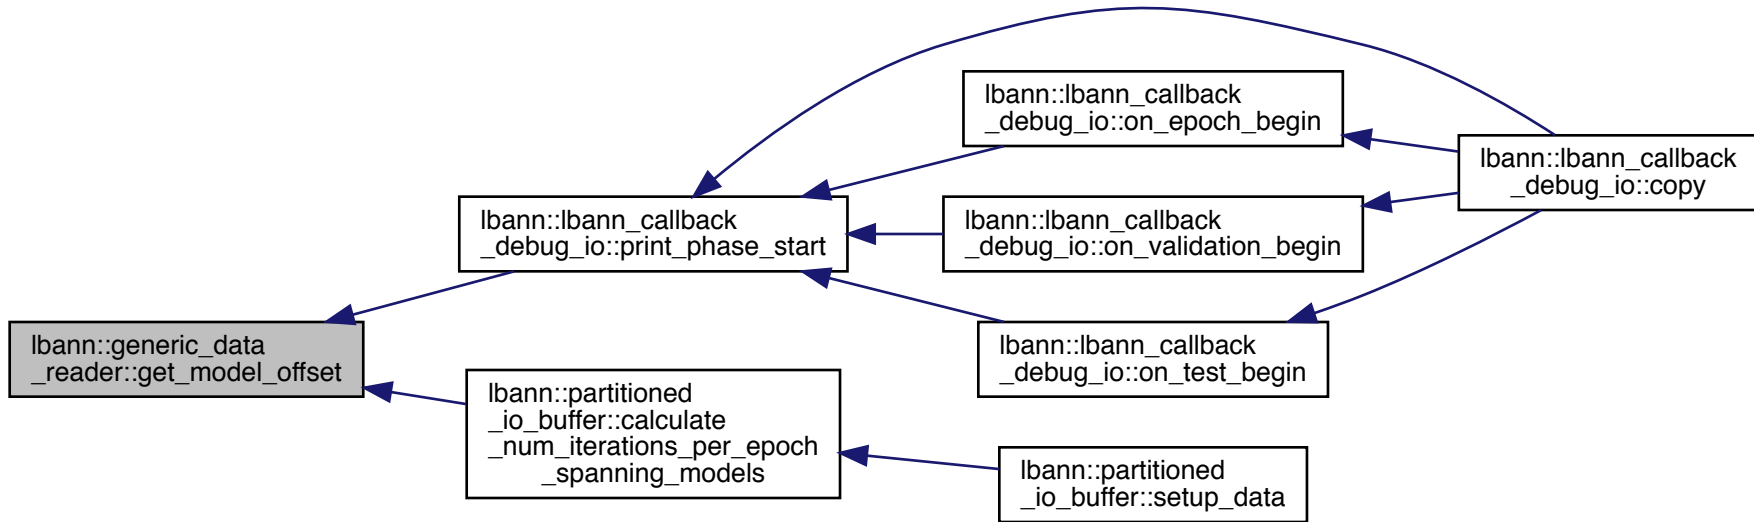 lbann::lbann_callback
_debug_io::on_epoch_begin
lbann::lbann_callback
_debug_io::copy
lbann::lbann_callback
_debug_io::print_phase_start
lbann::lbann_callback
_debug_io::on_validation_begin
lbann::generic_data
_reader::get_model_offset
lbann::lbann_callback
_debug_io::on_test_begin
lbann::partitioned
_io_buffer::calculate
_num_iterations_per_epoch
_spanning_models
lbann::partitioned
_io_buffer::setup_data